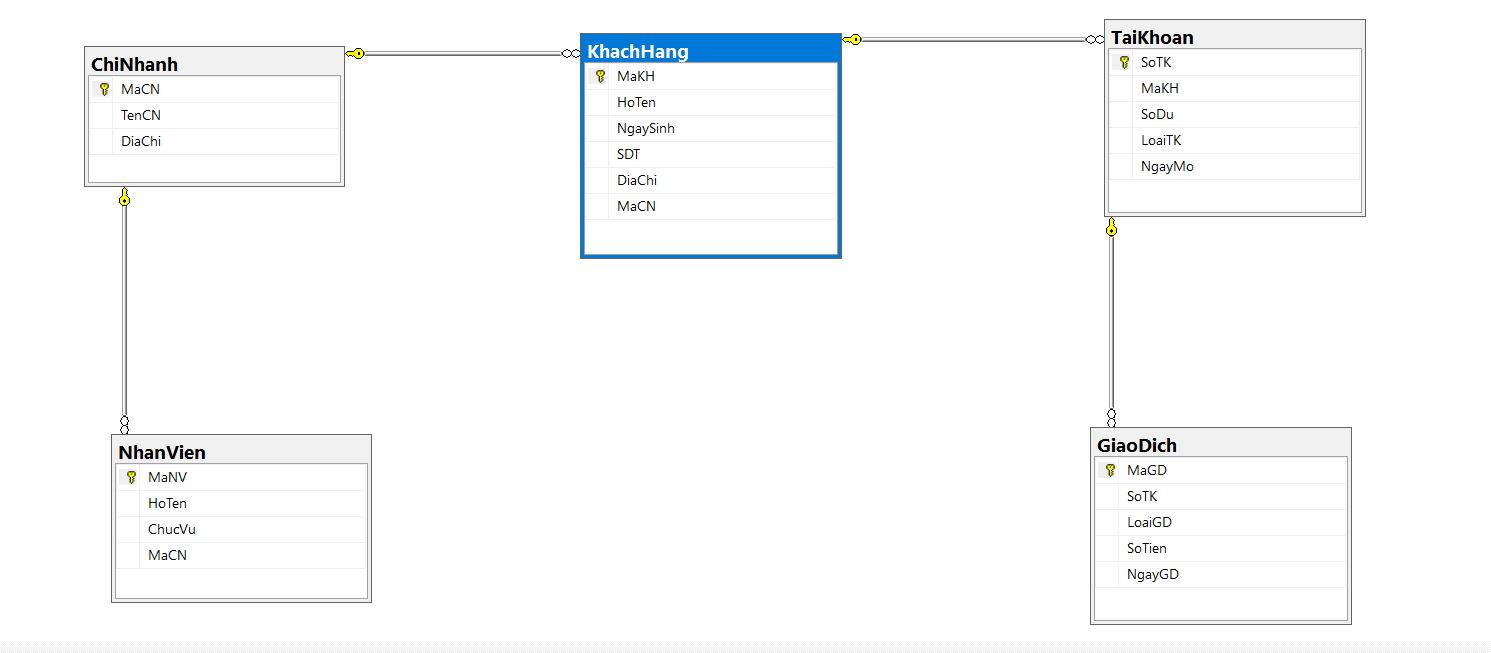 ChiNhanh
MaCN
TenCN
DiaChi
KhachHang
MaKH
HoTen
NgaySinh
SDT
DiaChi
MaCN
TaiKhoan
SoTK
MaKH
SoDu
LoaiTK
NgayMo
NhanVien
MaNV
HoTen
ChucVu
MaCN
GiaoDich
MaGD
SoTK
LoaiGD
SoTien
NgayGD